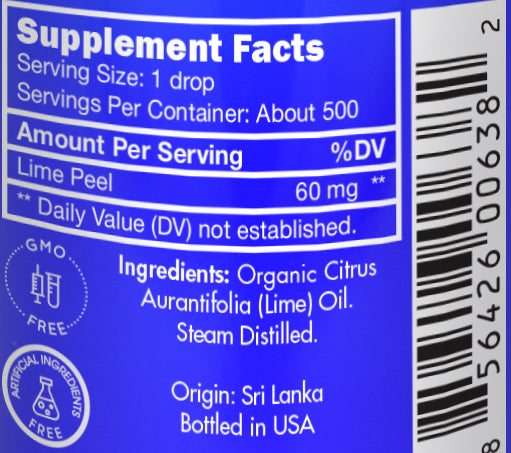 Supplement Facts
Serving Size: 1 drop
Servings Per Container: About 500
Amount Per Serving %DV
Lime Peel 60 mg **
** Daily Value (DV) not established.
GMO
FREE
Ingredients: Organic Citrus
Aurantifolia (Lime) Oil.
Steam Distilled.
ARTIFICIAL INGREDIENTS
FREE
Origin: Sri Lanka
Bottled in USA
8 56426 00638 2